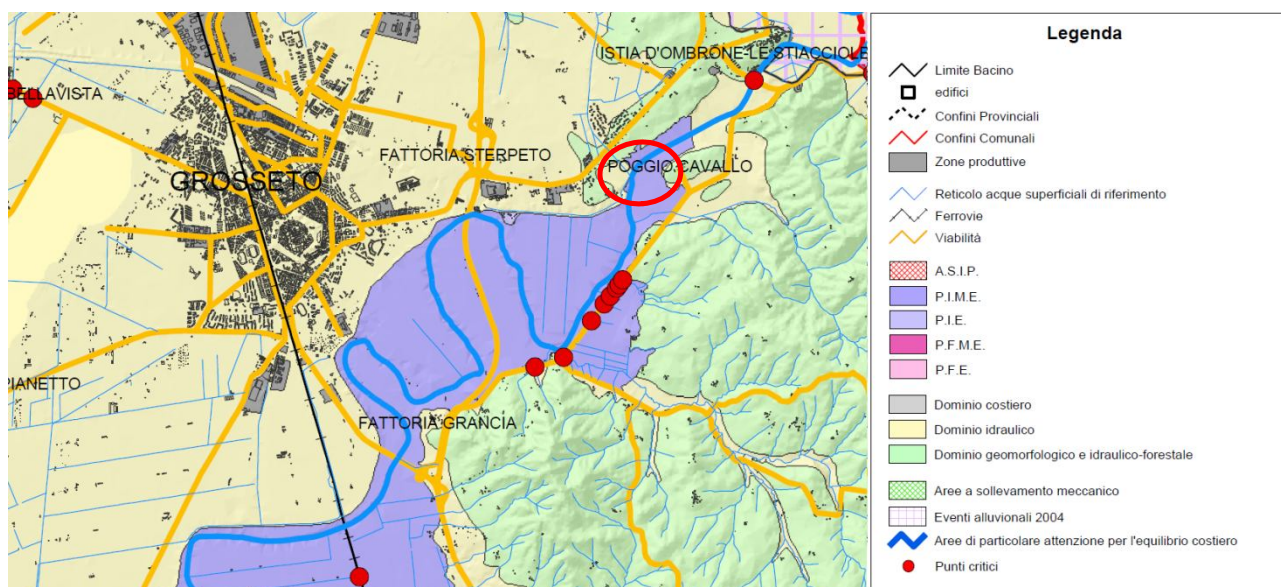 ISTIA D'OMBRONE-LE STIACCIOLE
BELLAVISTA
FATTORIA STERPETO
POGGIO CAVALLO
GROSSETO
PIANETTO
FATTORIA GRANCIA
Legenda
Limite Bacino
edifici
Confini Provinciali
Confini Comunali
Zone produttive
Reticolo acque superficiali di riferimento
Ferrovie
Viabilità
A.S.I.P.
P.I.M.E.
P.I.E.
P.F.M.E.
P.F.E.
Dominio costiero
Dominio idraulico
Dominio geomorfologico e idraulico-forestale
Aree a sollevamento meccanico
Eventi alluvionali 2004
Aree di particolare attenzione per l'equilibrio costiero
Punti critici